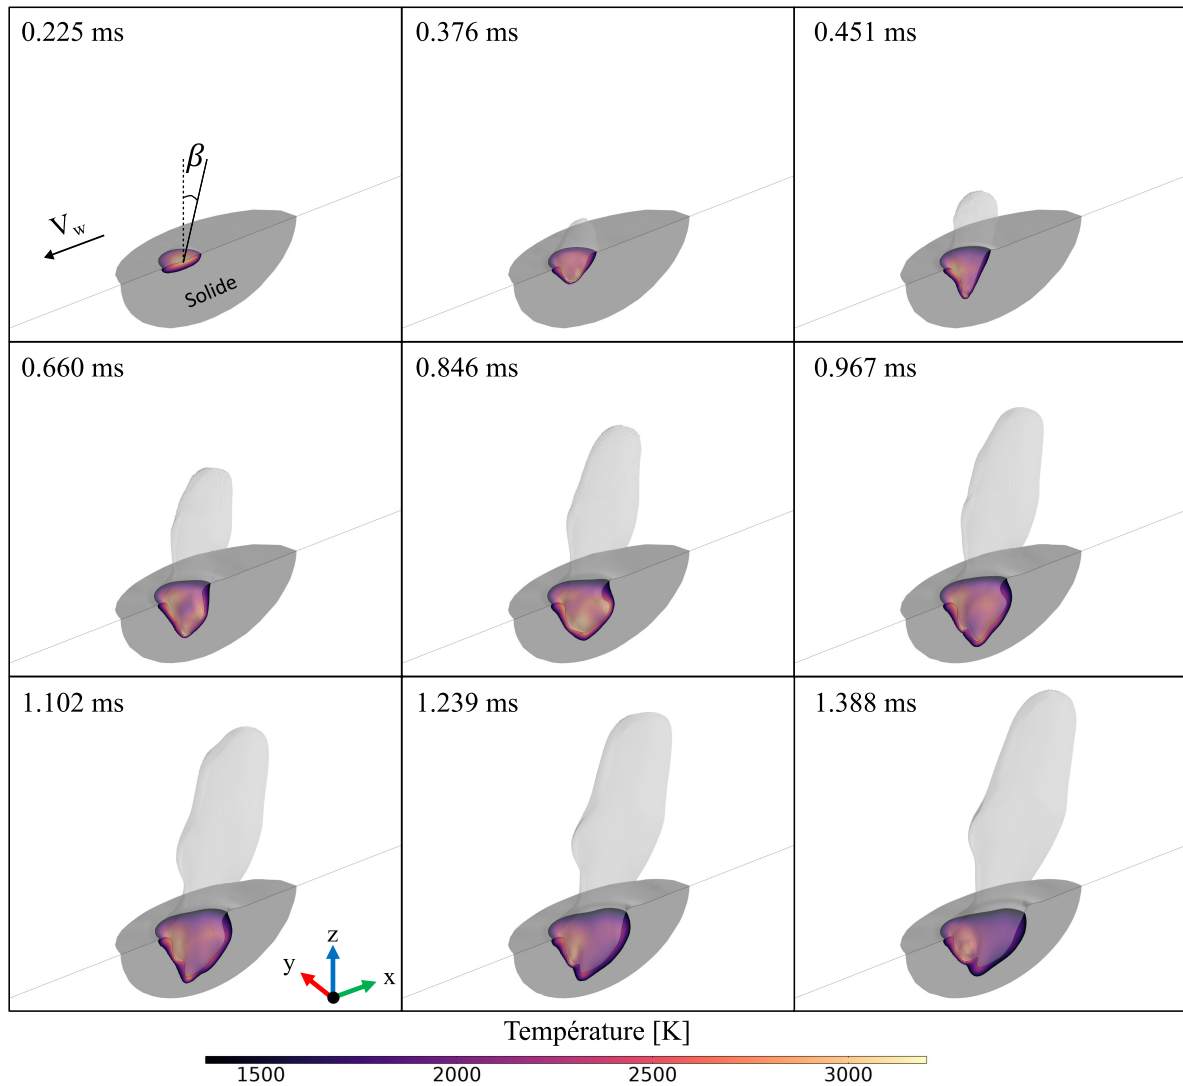 0.225 ms
0.376 ms
0.451 ms
β
V_w
Solide
0.660 ms
0.846 ms
0.967 ms
1.102 ms
1.239 ms
1.388 ms
z
y
x
Température [K]
1500
2000
2500
3000